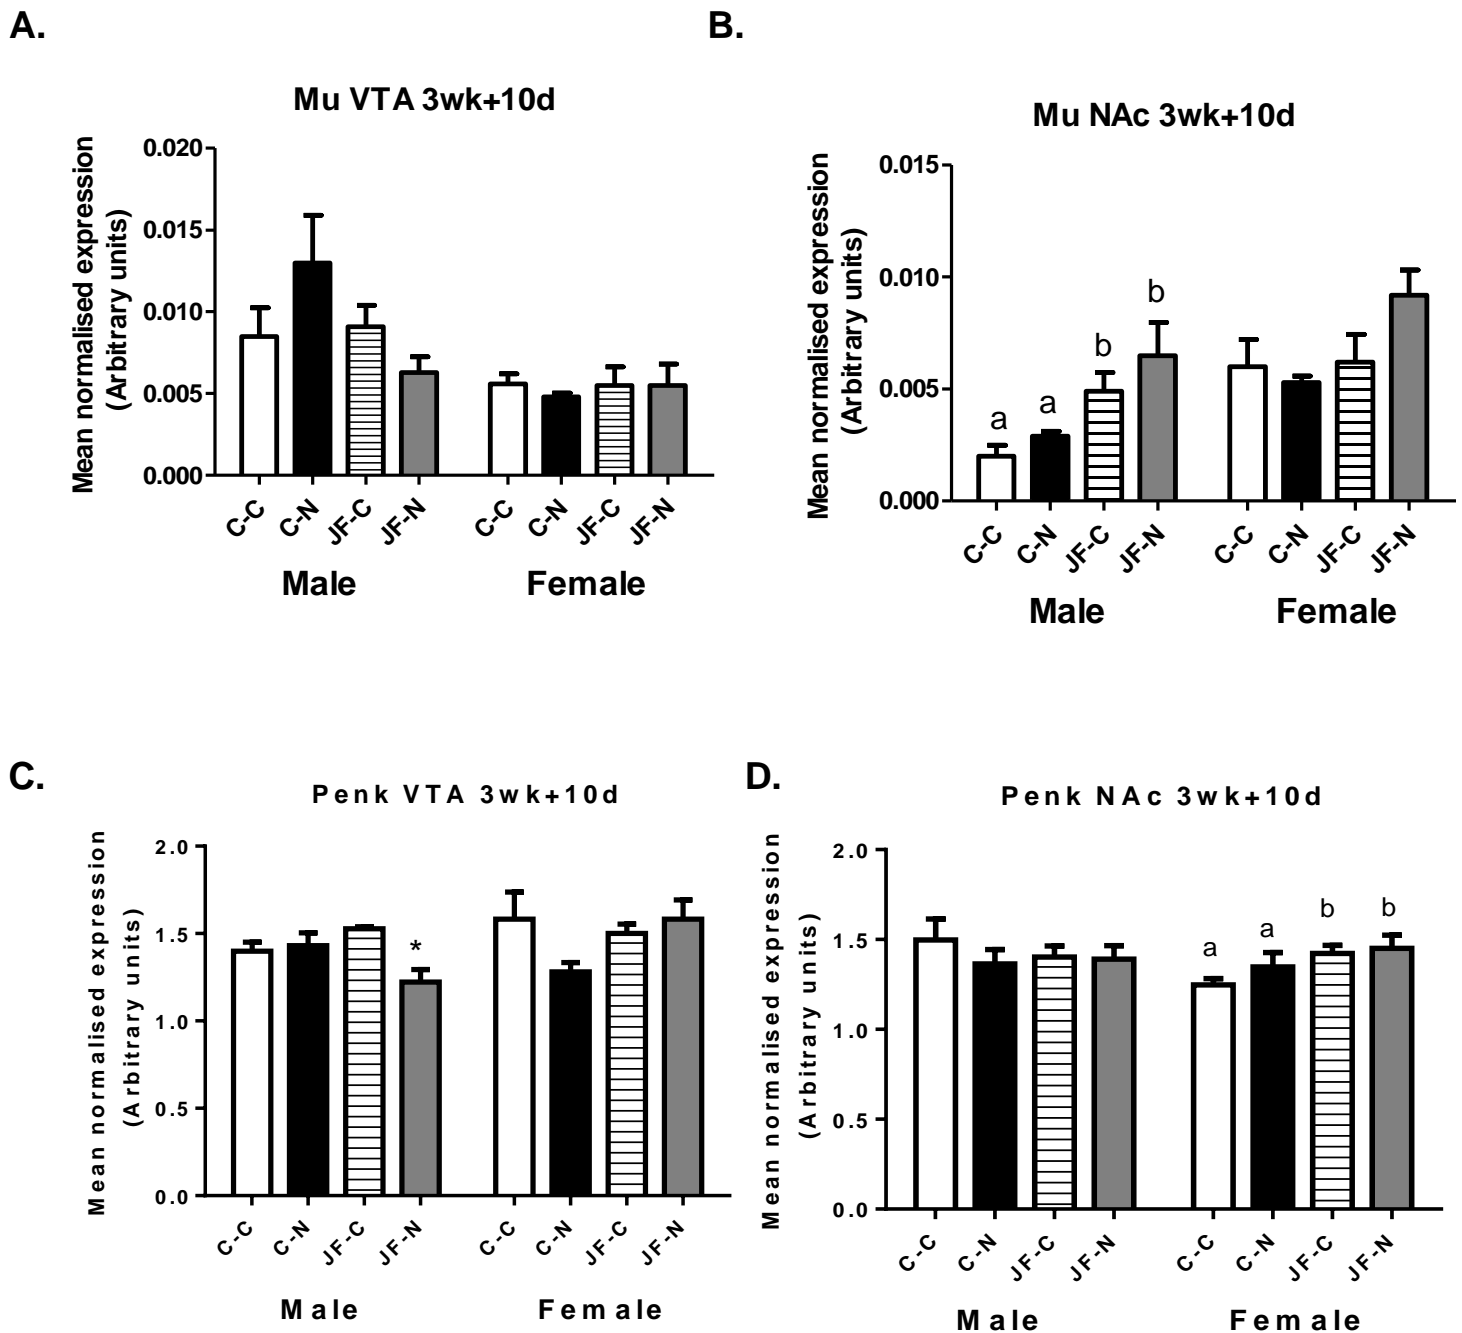 A.
Mu VTA 3wk+10d
Mean normalised expression
(Arbitrary units)
0.020
0.015
0.010
0.005
0.000
C-C
C-N
JF-C
JF-N
C-C
C-N
JF-C
JF-N
Male
Female
B.
Mu NAc 3wk+10d
Mean normalised expression
(Arbitrary units)
0.015
0.010
0.005
0.000
a
a
b
b
C-C
C-N
JF-C
JF-N
C-C
C-N
JF-C
JF-N
Male
Female
C.
Penk VTA 3wk+10d
Mean normalised expression
(Arbitrary units)
2.0
1.5
1.0
0.5
0.0
*
C-C
C-N
JF-C
JF-N
C-C
C-N
JF-C
JF-N
Male
Female
D.
Penk NAc 3wk+10d
Mean normalised expression
(Arbitrary units)
2.0
1.5
1.0
0.5
0.0
a
a
b
b
C-C
C-N
JF-C
JF-N
C-C
C-N
JF-C
JF-N
Male
Female